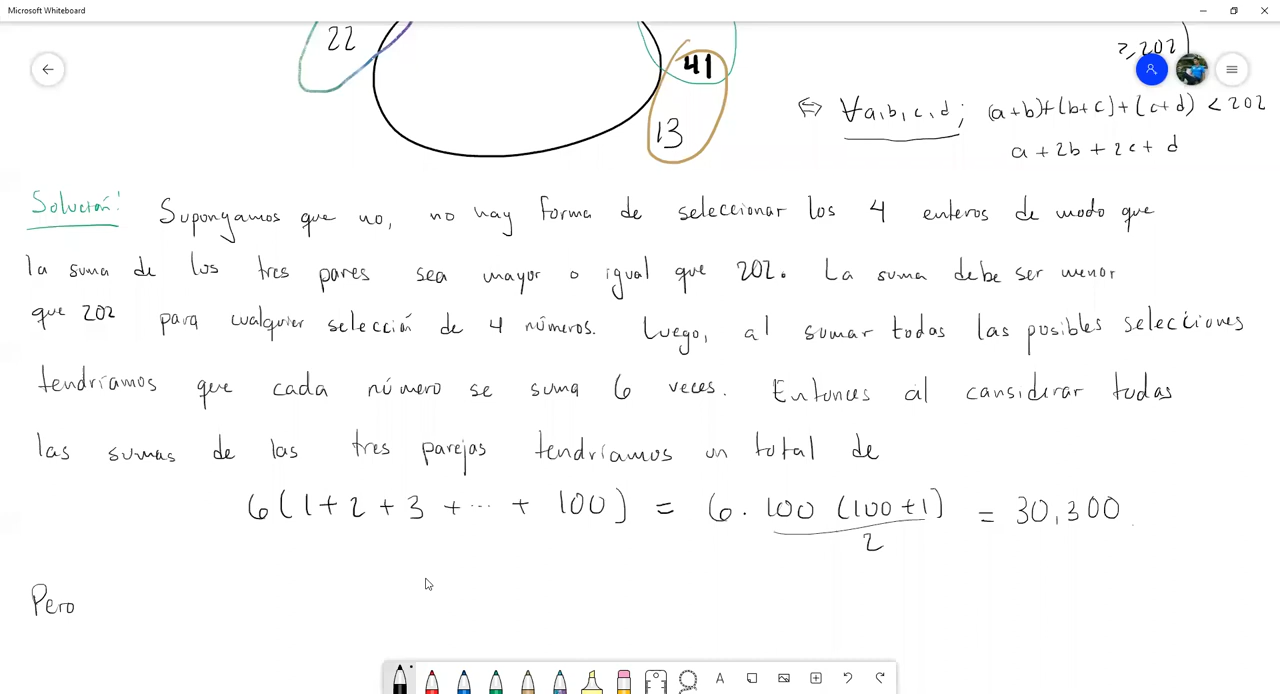 Microsoft Whiteboard
22
41
≥ 202
13
⇔ ∀a,b,c,d; (a+b)+(b+c)+(c+d) < 202
a + 2b + 2c + d
Solución: Supongamos que no, no hay forma de seleccionar los 4 enteros de modo que
la suma de los tres pares sea mayor o igual que 202. La suma debe ser menor
que 202 para cualquier selección de 4 números. Luego, al sumar todas las posibles selecciones
tendríamos que cada número se suma 6 veces. Entonces al considerar todas
las sumas de las tres parejas tendríamos un total de
6(1+2+3+...+100) = 6·100(100+1)/2 = 30,300.
Pero
A